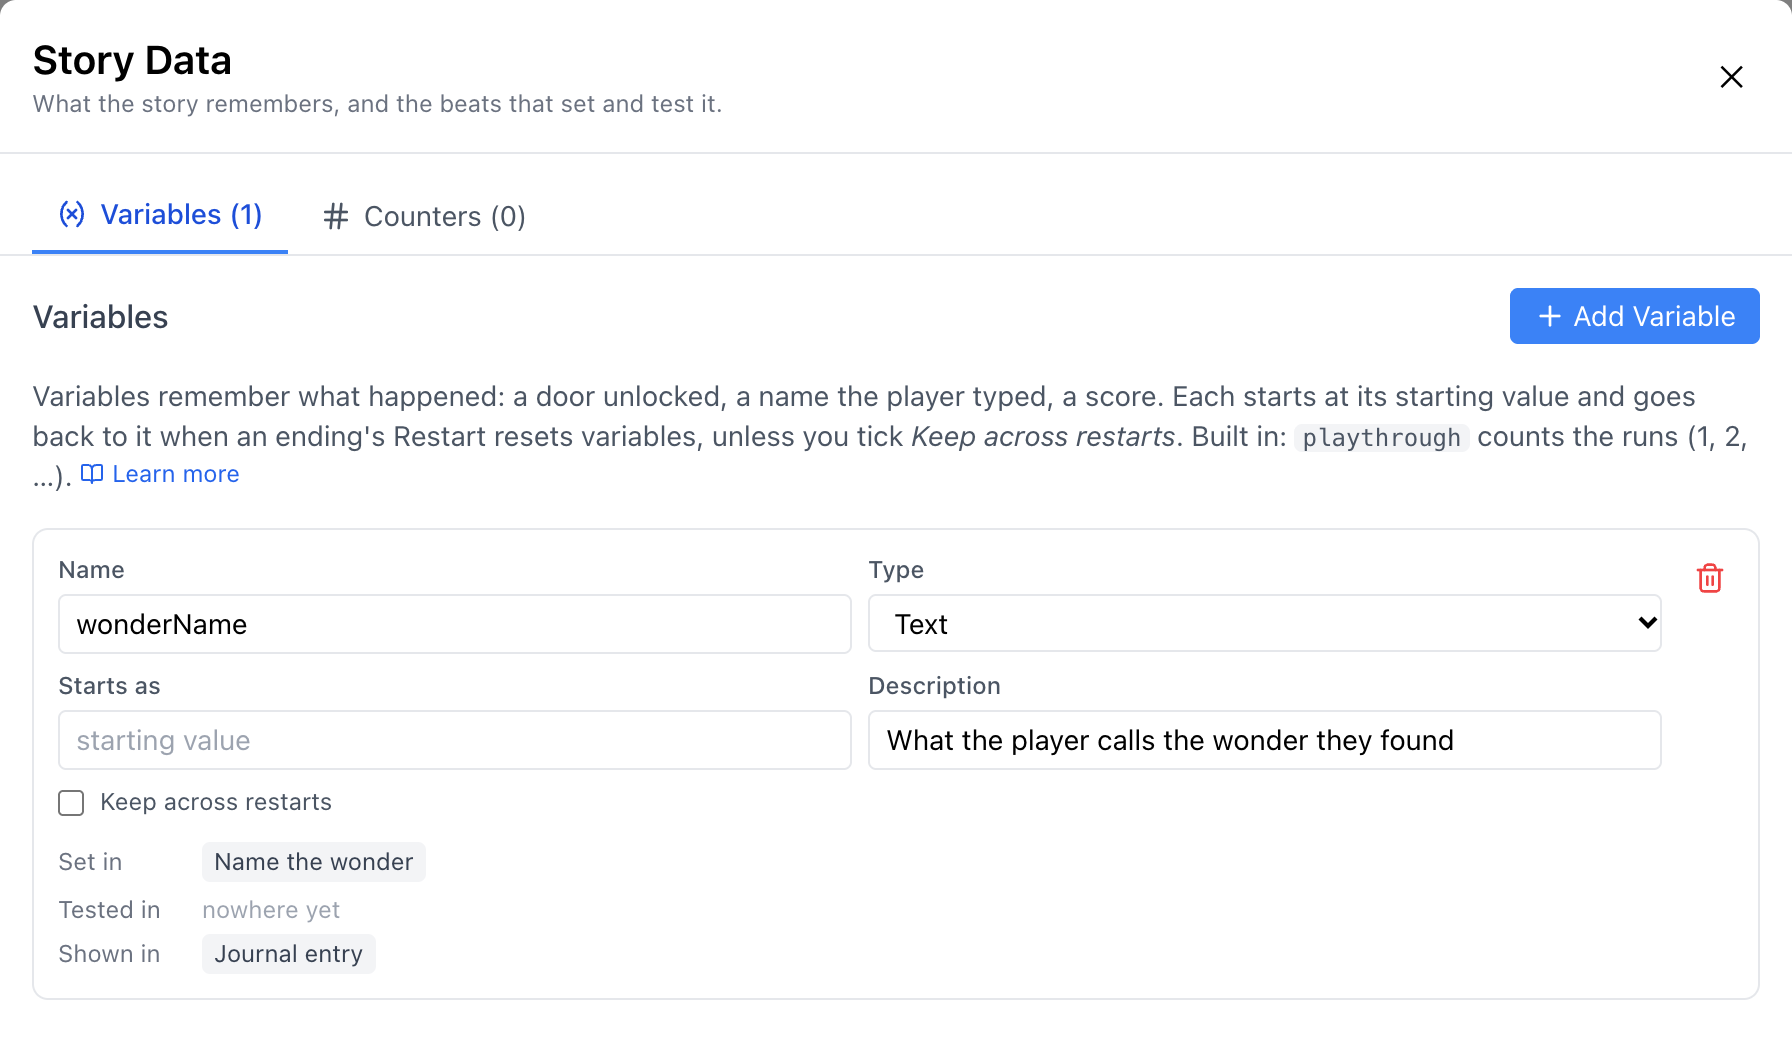 Story Data
What the story remembers, and the beats that set and test it.
Variables (1)
Counters (0)
Variables
Add Variable
Variables remember what happened: a door unlocked, a name the player typed, a score. Each starts at its starting value and goes
back to it when an ending's Restart resets variables, unless you tick Keep across restarts. Built in: playthrough counts the runs (1, 2,
...). Learn more
Name
Type
wonderName
Text
Starts as
Description
starting value
What the player calls the wonder they found
Keep across restarts
Set in Name the wonder
Tested in nowhere yet
Shown in Journal entry